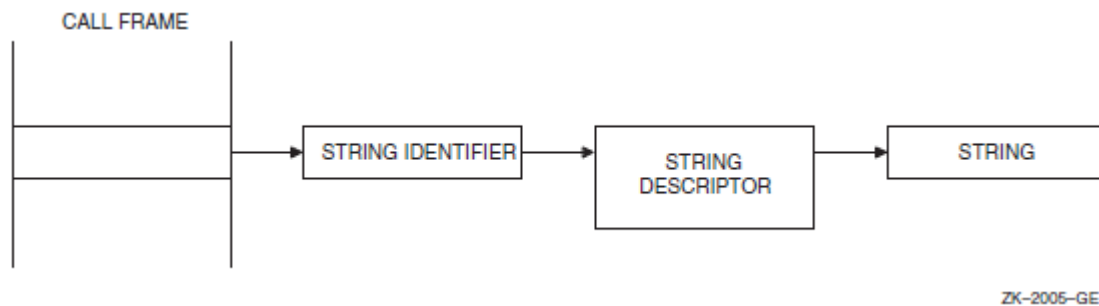 CALL FRAME
STRING IDENTIFIER
STRING
DESCRIPTOR
STRING
ZK–2005–GE